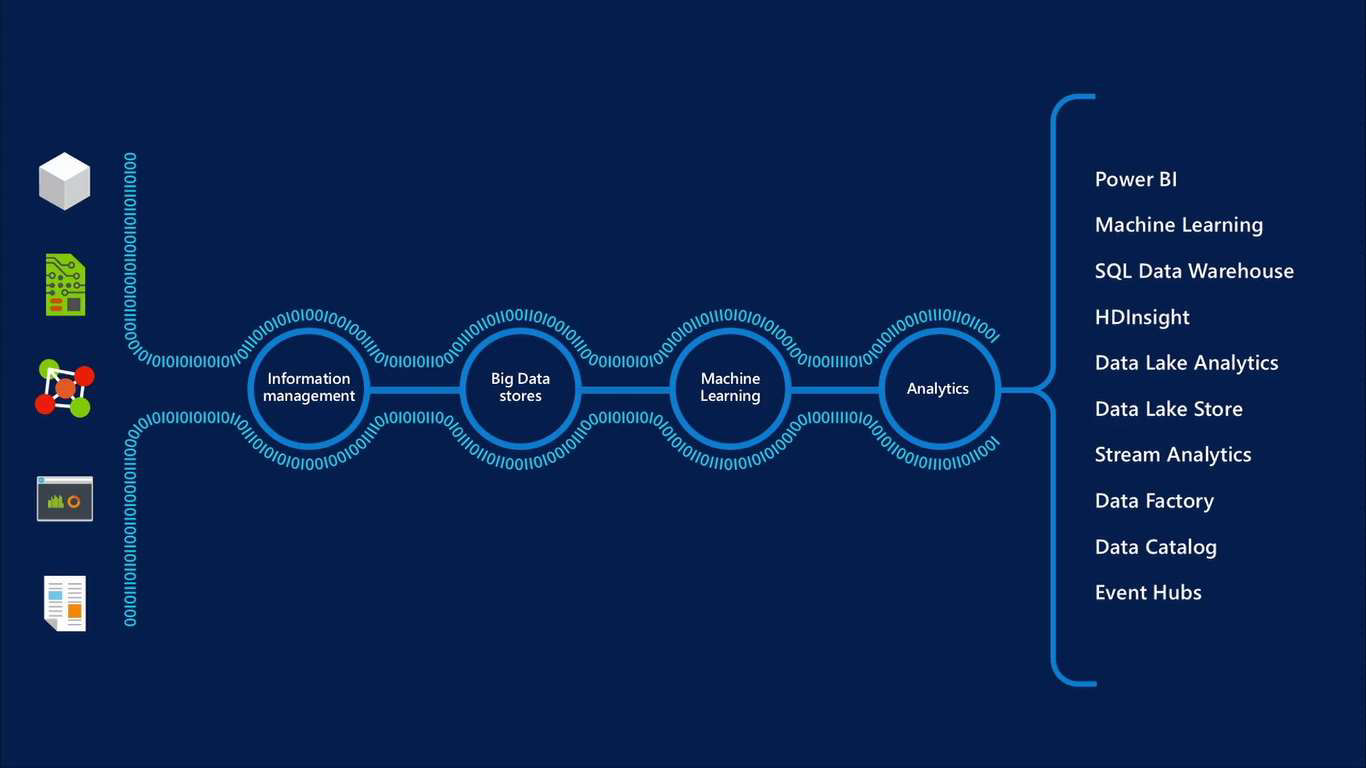 Information
management
Big Data
stores
Machine
Learning
Analytics
Power BI
Machine Learning
SQL Data Warehouse
HDInsight
Data Lake Analytics
Data Lake Store
Stream Analytics
Data Factory
Data Catalog
Event Hubs